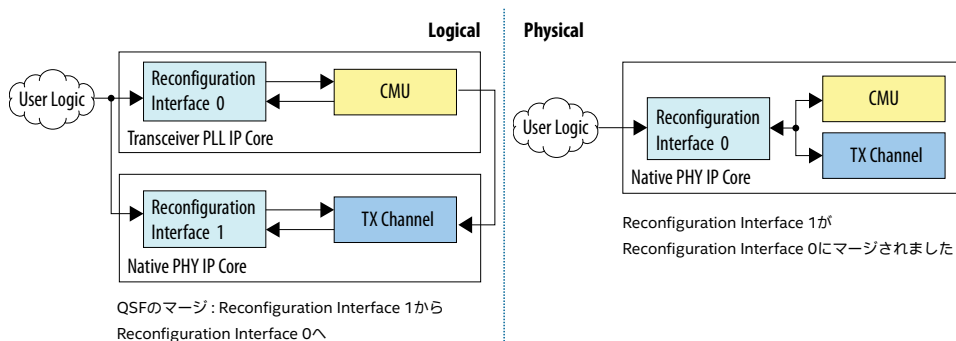 Logical
User Logic
Reconfiguration
Interface 0
CMU
Transceiver PLL IP Core
Reconfiguration
Interface 1
TX Channel
Native PHY IP Core
QSFのマージ : Reconfiguration Interface 1から
Reconfiguration Interface 0へ
Physical
User Logic
Reconfiguration
Interface 0
CMU
TX Channel
Native PHY IP Core
Reconfiguration Interface 1が
Reconfiguration Interface 0にマージされました